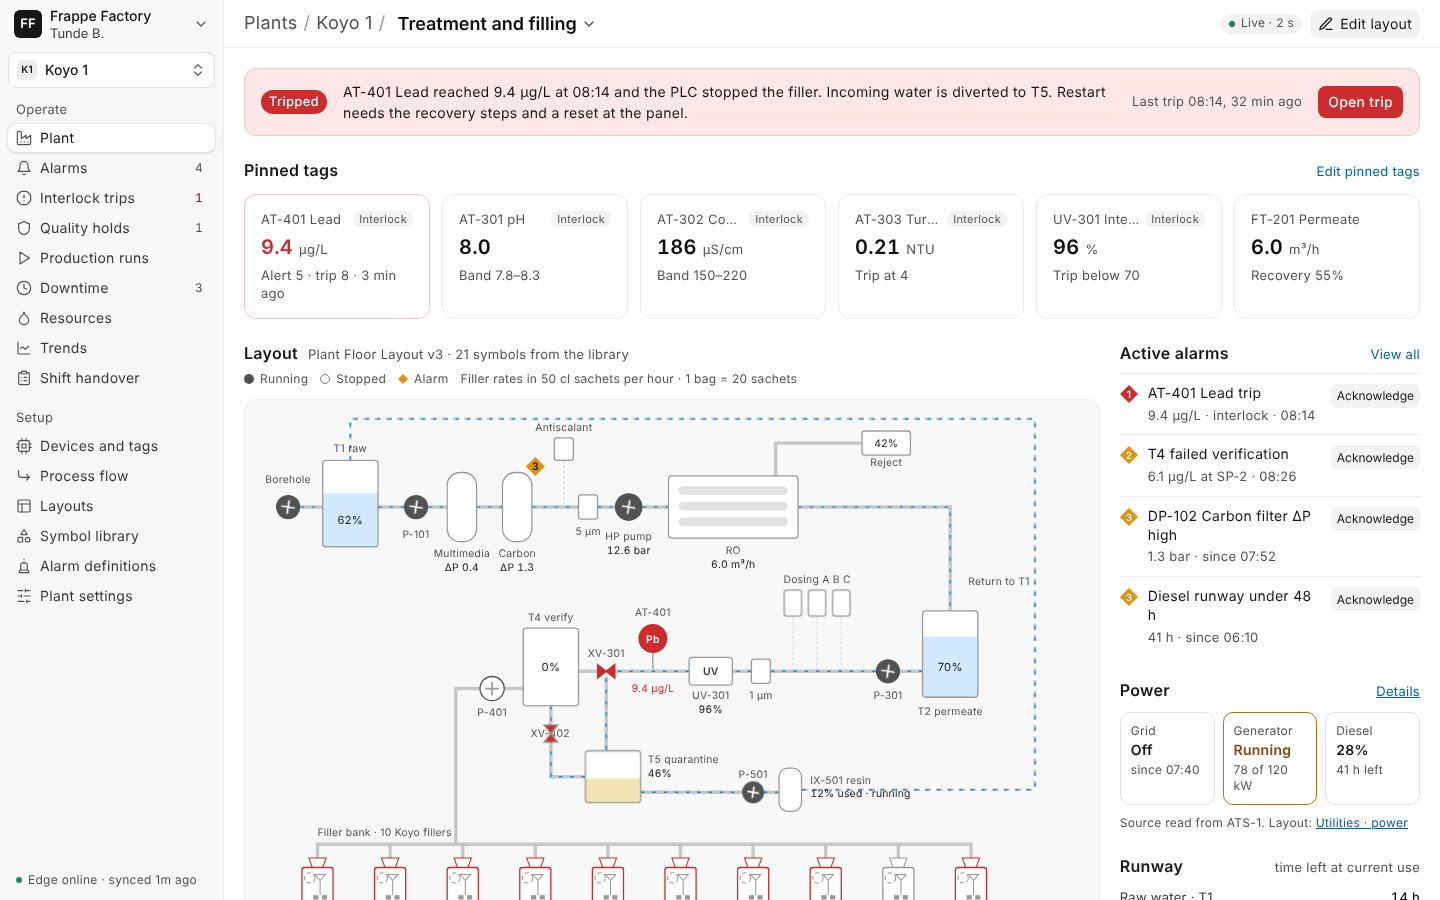 FF
Frappe Factory
Tunde B.
K1
Koyo 1
Operate
Plant
Alarms 4
Interlock trips 1
Quality holds 1
Production runs
Downtime 3
Resources
Trends
Shift handover
Setup
Devices and tags
Process flow
Layouts
Symbol library
Alarm definitions
Plant settings
Edge online · synced 1m ago
Plants / Koyo 1 / Treatment and filling
Live · 2 s
Edit layout
Tripped
AT-401 Lead reached 9.4 µg/L at 08:14 and the PLC stopped the filler. Incoming water is diverted to T5. Restart
needs the recovery steps and a reset at the panel.
Last trip 08:14, 32 min ago
Open trip
Pinned tags
Edit pinned tags
AT-401 Lead Interlock
9.4 µg/L
Alert 5 · trip 8 · 3 min
ago
AT-301 pH Interlock
8.0
Band 7.8–8.3
AT-302 Co... Interlock
186 µS/cm
Band 150–220
AT-303 Tur... Interlock
0.21 NTU
Trip at 4
UV-301 Inte... Interlock
96 %
Trip below 70
FT-201 Permeate
6.0 m³/h
Recovery 55%
Layout Plant Floor Layout v3 · 21 symbols from the library
Running Stopped Alarm Filler rates in 50 cl sachets per hour · 1 bag = 20 sachets
Antiscalant
T1 raw
42%
Reject
3
Borehole
62%
P-101
5 µm
HP pump
12.6 bar
Multimedia
ΔP 0.4
Carbon
ΔP 1.3
RO
6.0 m³/h
Dosing A B C
Return to T1
AT-401
T4 verify
Pb
XV-301
0%
UV
70%
9.4 µg/L
UV-301
96%
1 µm
P-301
T2 permeate
P-401
XV-402
T5 quarantine
46%
P-501
IX-501 resin
12% used · running
Filler bank · 10 Koyo fillers
Active alarms
View all
1
AT-401 Lead trip
9.4 µg/L · interlock · 08:14
Acknowledge
2
T4 failed verification
6.1 µg/L at SP-2 · 08:26
Acknowledge
3
DP-102 Carbon filter ΔP
high
1.3 bar · since 07:52
Acknowledge
3
Diesel runway under 48
h
41 h · since 06:10
Acknowledge
Power
Details
Grid
Off
since 07:40
Generator
Running
78 of 120
kW
Diesel
28%
41 h left
Source read from ATS-1. Layout: Utilities · power
Runway
time left at current use
Raw water · T1 14 h